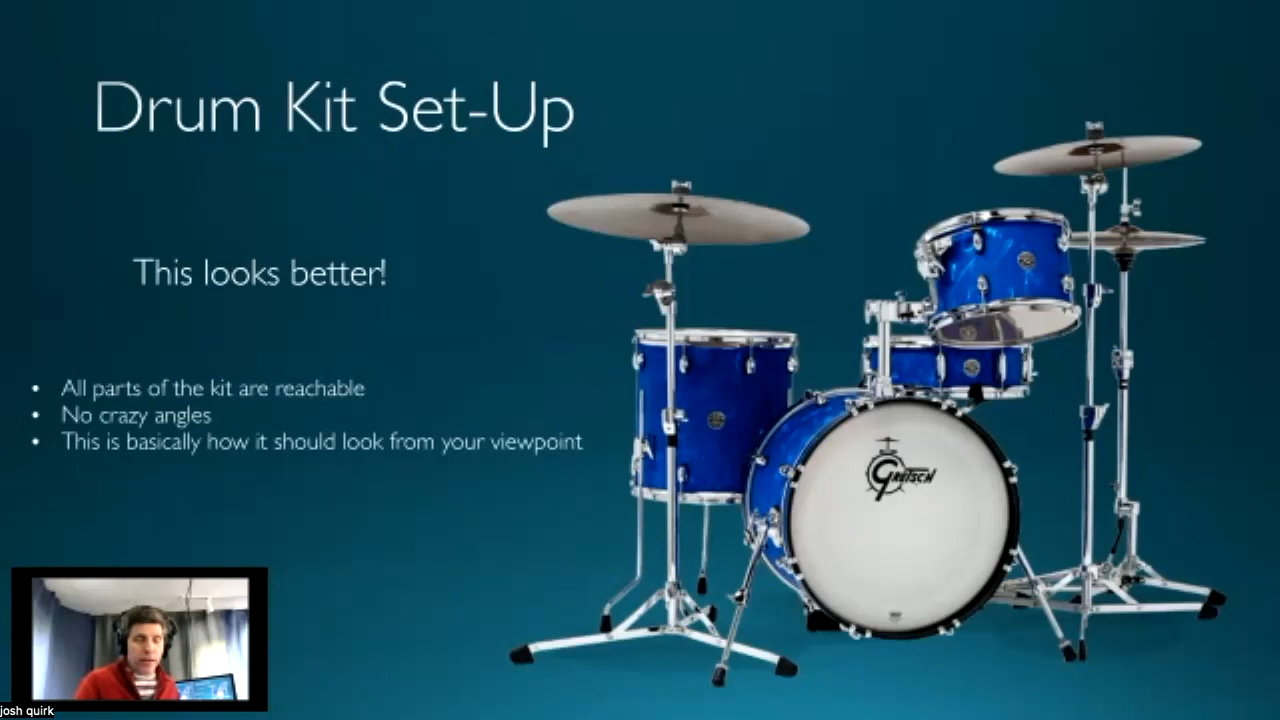 Drum Kit Set-Up
This looks better!
• All parts of the kit are reachable
• No crazy angles
• This is basically how it should look from your viewpoint
Gretsch
josh quirk